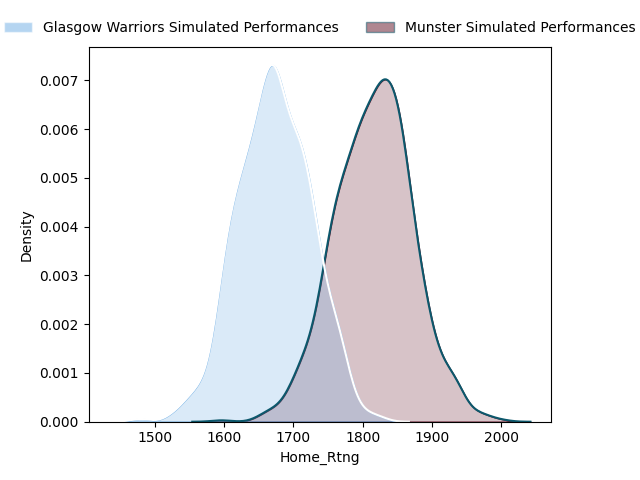 Glasgow Warriors Simulated Performances
Munster Simulated Performances
0.007
0.006
0.005
0.004
0.003
0.002
0.001
0.000
Density
1500 1600 1700 1800 1900 2000
Home_Rtng